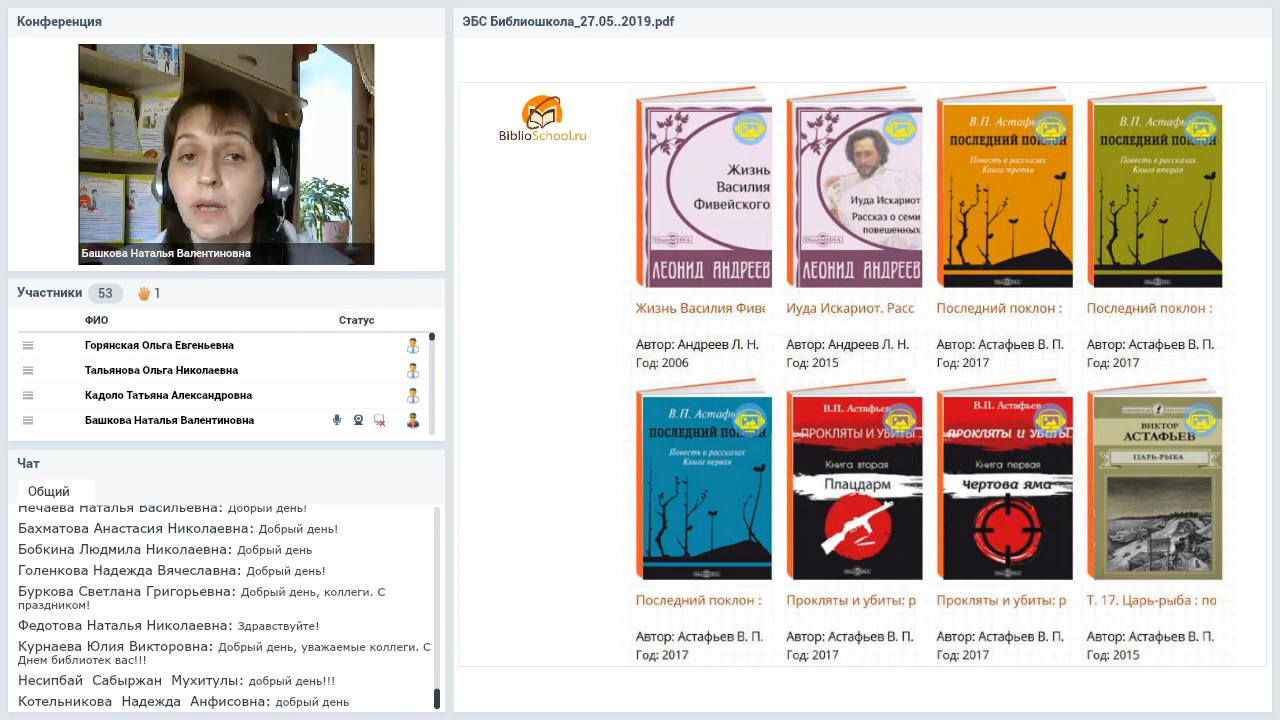 Конференция
Башкова Наталья Валентиновна
Участники 53 1
ФИО Статус
Горянская Ольга Евгеньевна
Тальянова Ольга Николаевна
Кадоло Татьяна Александровна
Башкова Наталья Валентиновна
Чат
Общий
Нечаева Наталья Васильевна: Добрый день!
Бахматова Анастасия Николаевна: Добрый день!
Бобкина Людмила Николаевна: Добрый день
Голенкова Надежда Вячеславна: Добрый день!
Буркова Светлана Григорьевна: Добрый день, коллеги. С
праздником!
Федотова Наталья Николаевна: Здравствуйте!
Курнаева Юлия Викторовна: Добрый день, уважаемые коллеги. С
Днем библиотек вас!!!
Несипбай Сабыржан Мухитулы: добрый день!!!
Котельникова Надежда Анфисовна: добрый день
ЭБС Библиошкола_27.05..2019.pdf
BiblioSchool.ru
Жизнь
Василия
Фивейского
DirectMEDIA
ЛЕОНИД АНДРЕЕВ
Жизнь Василия Фиве
Автор: Андреев Л. Н.
Год: 2006
Иуда Искариот
Рассказ о семи
повешенных
DirectMEDIA
ЛЕОНИД АНДРЕЕВ
Иуда Искариот. Расс
Автор: Андреев Л. Н.
Год: 2015
В.П. Астафь
ПОСЛЕДНИЙ ПОКЛОН
Повесть в рассказах
Книга третья
Последний поклон :
Автор: Астафьев В. П.
Год: 2017
В.П. Астафь
ПОСЛЕДНИЙ ПОКЛОН
Повесть в рассказах
Книга вторая
Последний поклон :
Автор: Астафьев В. П.
Год: 2017
В.П. Астафь
ПОСЛЕДНИЙ ПОКЛОН
Повесть в рассказах
Книга первая
Последний поклон :
Автор: Астафьев В. П.
Год: 2017
В.П. Астафьев
ПРОКЛЯТЫ И УБИТЫ
Книга вторая
Плацдарм
Прокляты и убиты: р
Автор: Астафьев В. П.
Год: 2017
В.П. Астафьев
ПРОКЛЯТЫ И УБИТЫ
Книга первая
Чертова яма
Прокляты и убиты: р
Автор: Астафьев В. П.
Год: 2017
ВИКТОР
АСТАФЬЕВ
ЦАРЬ-РЫБА
Т. 17. Царь-рыба : по
Автор: Астафьев В. П.
Год: 2015